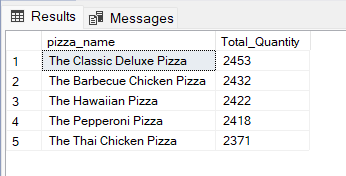 Results Messages
pizza_name Total_Quantity
1 The Classic Deluxe Pizza 2453
2 The Barbecue Chicken Pizza 2432
3 The Hawaiian Pizza 2422
4 The Pepperoni Pizza 2418
5 The Thai Chicken Pizza 2371